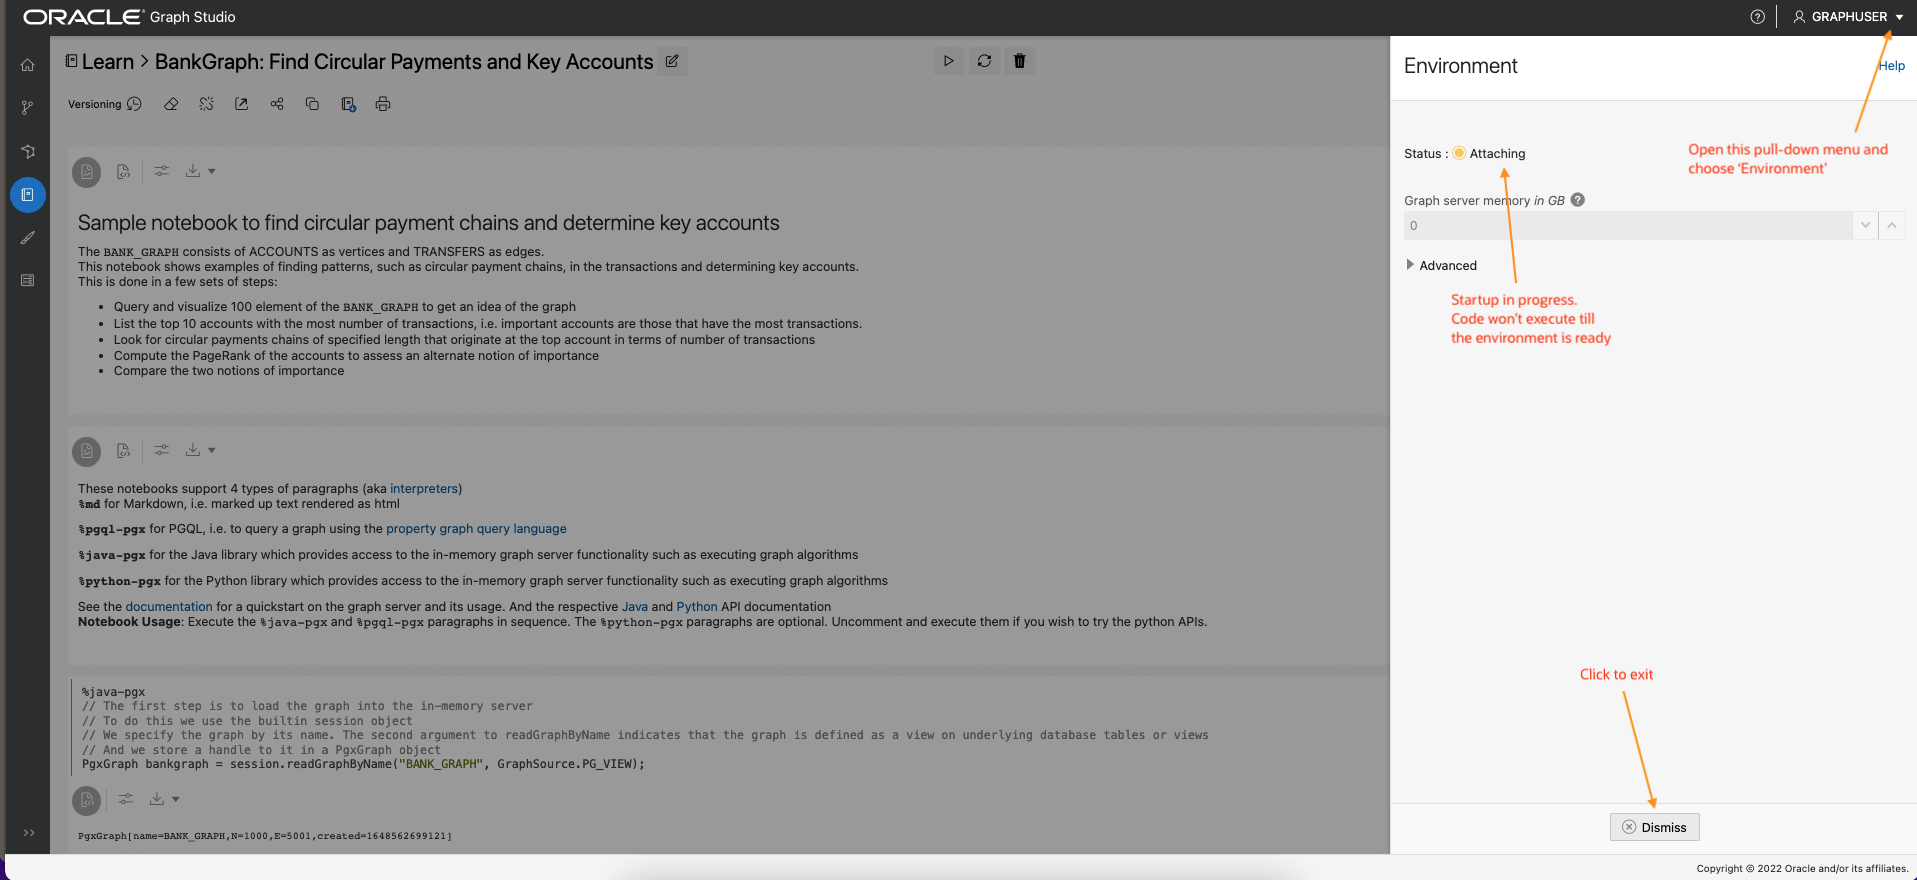 ORACLE Graph Studio
GRAPHUSER
Learn > BankGraph: Find Circular Payments and Key Accounts
Versioning
Sample notebook to find circular payment chains and determine key accounts
The BANK_GRAPH consists of ACCOUNTS as vertices and TRANSFERS as edges.
This notebook shows examples of finding patterns, such as circular payment chains, in the transactions and determining key accounts.
This is done in a few sets of steps:
• Query and visualize 100 element of the BANK_GRAPH to get an idea of the graph
• List the top 10 accounts with the most number of transactions, i.e. important accounts are those that have the most transactions.
• Look for circular payments chains of specified length that originate at the top account in terms of number of transactions
• Compute the PageRank of the accounts to assess an alternate notion of importance
• Compare the two notions of importance
These notebooks support 4 types of paragraphs (aka interpreters)
%md for Markdown, i.e. marked up text rendered as html
%pgql-pgx for PGQL, i.e. to query a graph using the property graph query language
%java-pgx for the Java library which provides access to the in-memory graph server functionality such as executing graph algorithms
%python-pgx for the Python library which provides access to the in-memory graph server functionality such as executing graph algorithms
See the documentation for a quickstart on the graph server and its usage. And the respective Java and Python API documentation
Notebook Usage: Execute the %java-pgx and %pgql-pgx paragraphs in sequence. The %python-pgx paragraphs are optional. Uncomment and execute them if you wish to try the python APIs.
%java-pgx
// The first step is to load the graph into the in-memory server
// To do this we use the builtin session object
// We specify the graph by its name. The second argument to readGraphByName indicates that the graph is defined as a view on underlying database tables or views
// And we store a handle to it in a PgxGraph object
PgxGraph bankgraph = session.readGraphByName("BANK_GRAPH", GraphSource.PG_VIEW);
PgxGraph[name=BANK_GRAPH,N=1000,E=5001,created=1648562699121]
Environment
Help
Status : Attaching
Open this pull-down menu and
choose ‘Environment’
Graph server memory in GB ?
0
Advanced
Startup in progress.
Code won't execute till
the environment is ready
Click to exit
Dismiss
Copyright © 2022 Oracle and/or its affiliates.